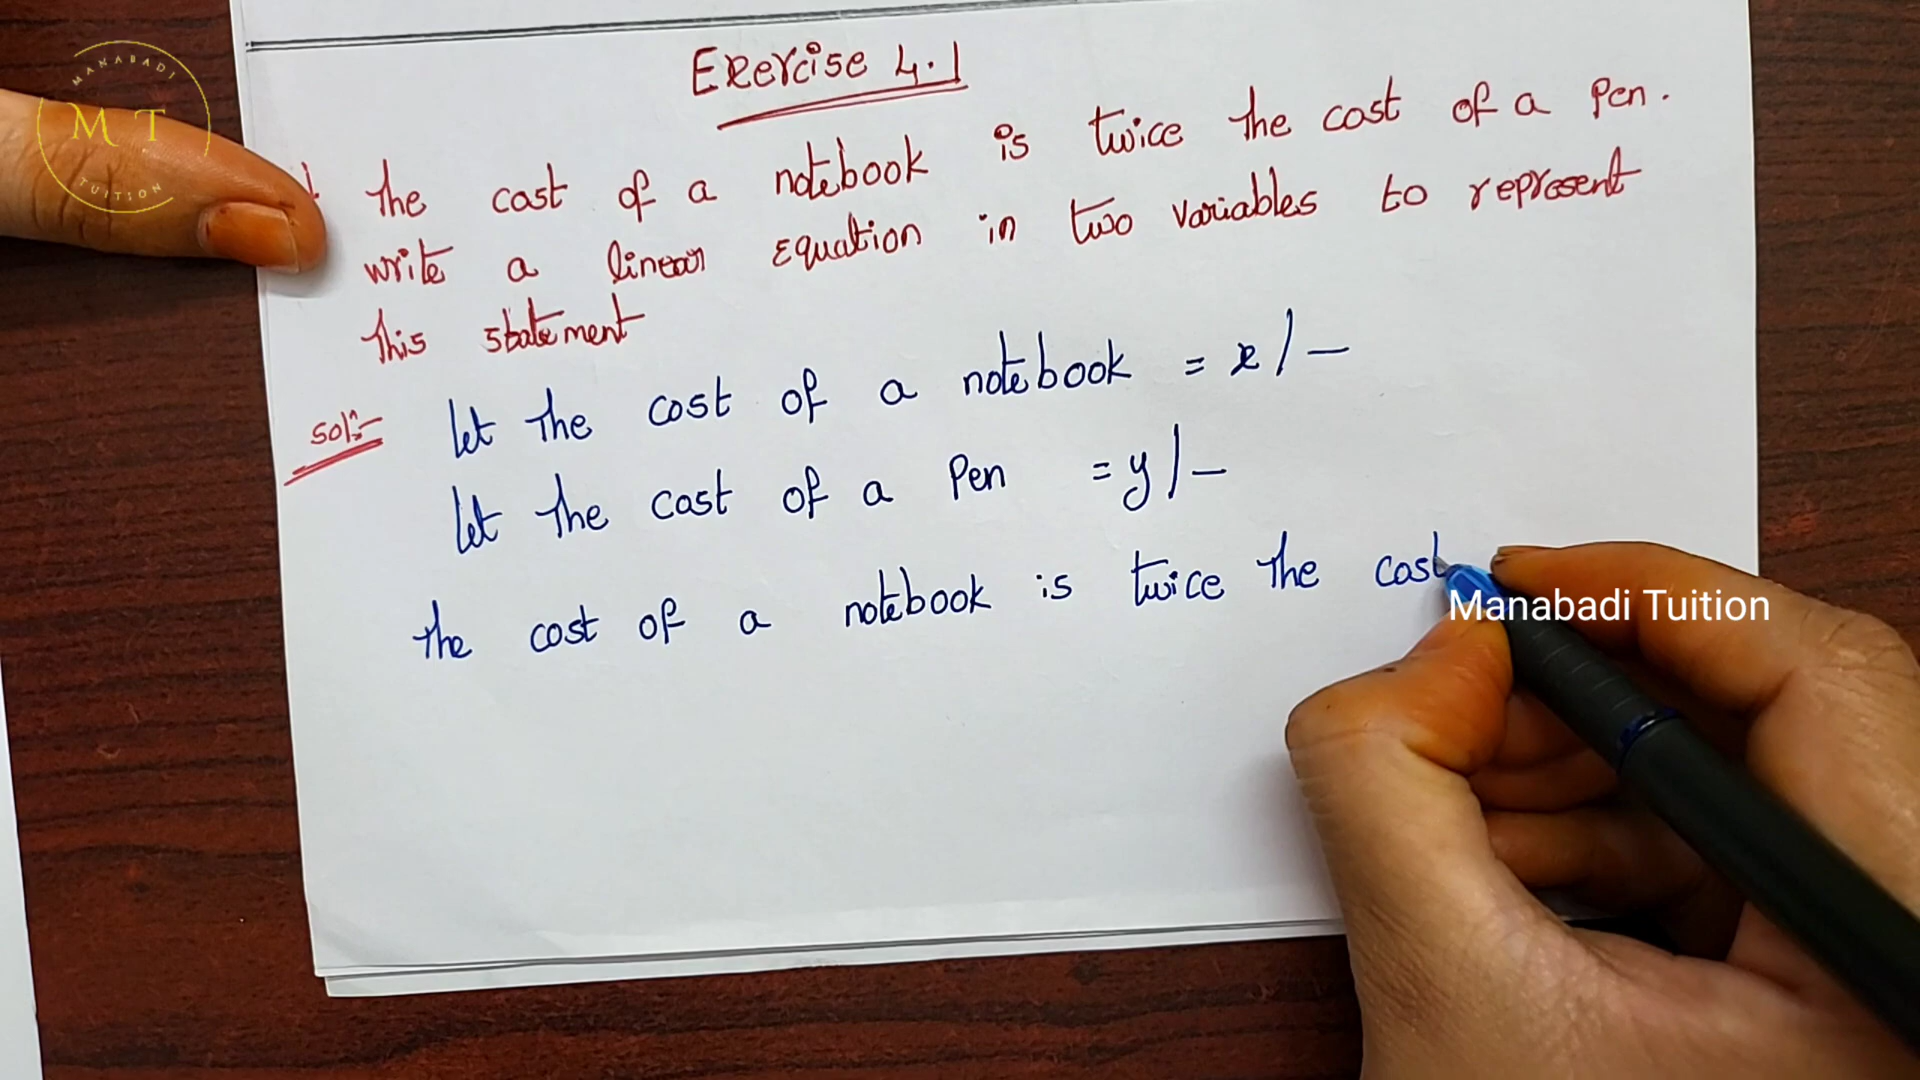 MANABADI
M T
TUITION
Exercise 4.1
The cost of a notebook is twice the cost of a Pen.
write a linear Equation in two variables to represent
This statement
Sol:-
let The cost of a notebook = x/-
let The cost of a Pen = y/-
The cost of a notebook is twice The cost
Manabadi Tuition